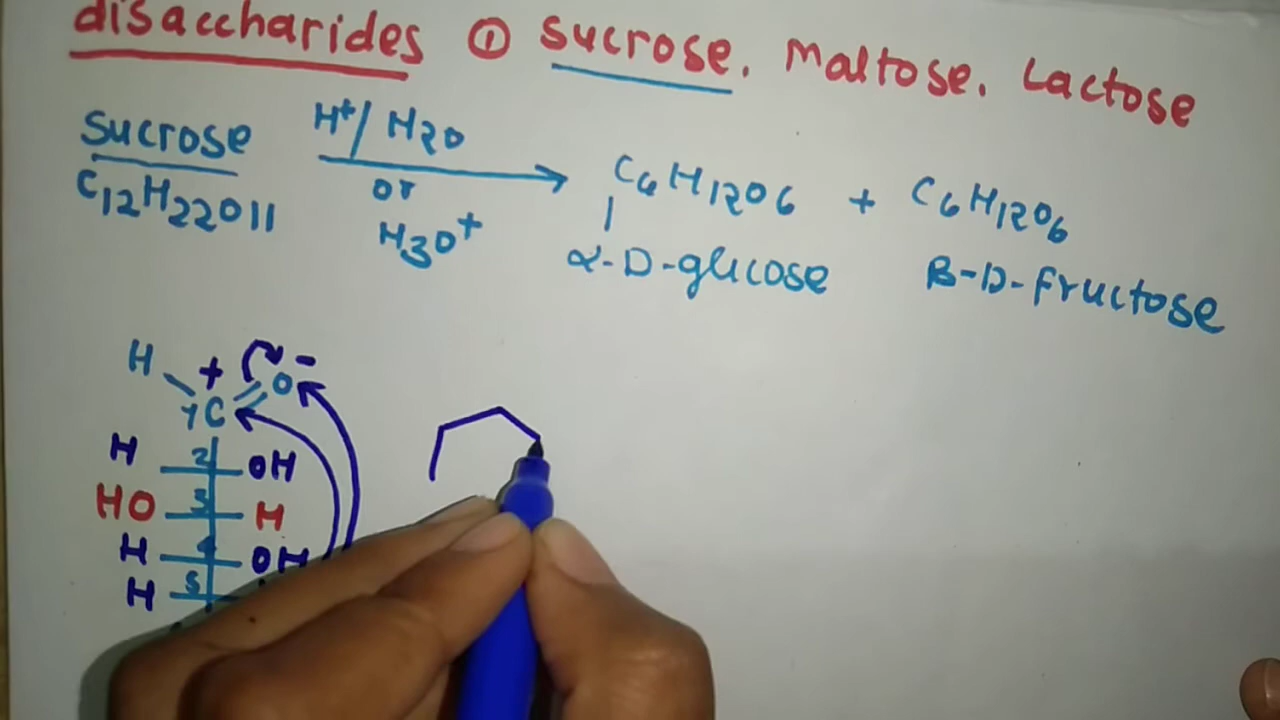 disaccharides ① sucrose. Maltose. Lactose
sucrose H+/ H2O
C12H22O11 or C6H12O6 + C6H12O6
H3O+ α-D-glucose B-D-fructose
H + -
1C O
H 2 OH
HO 3 H
H 4 OH
H 5